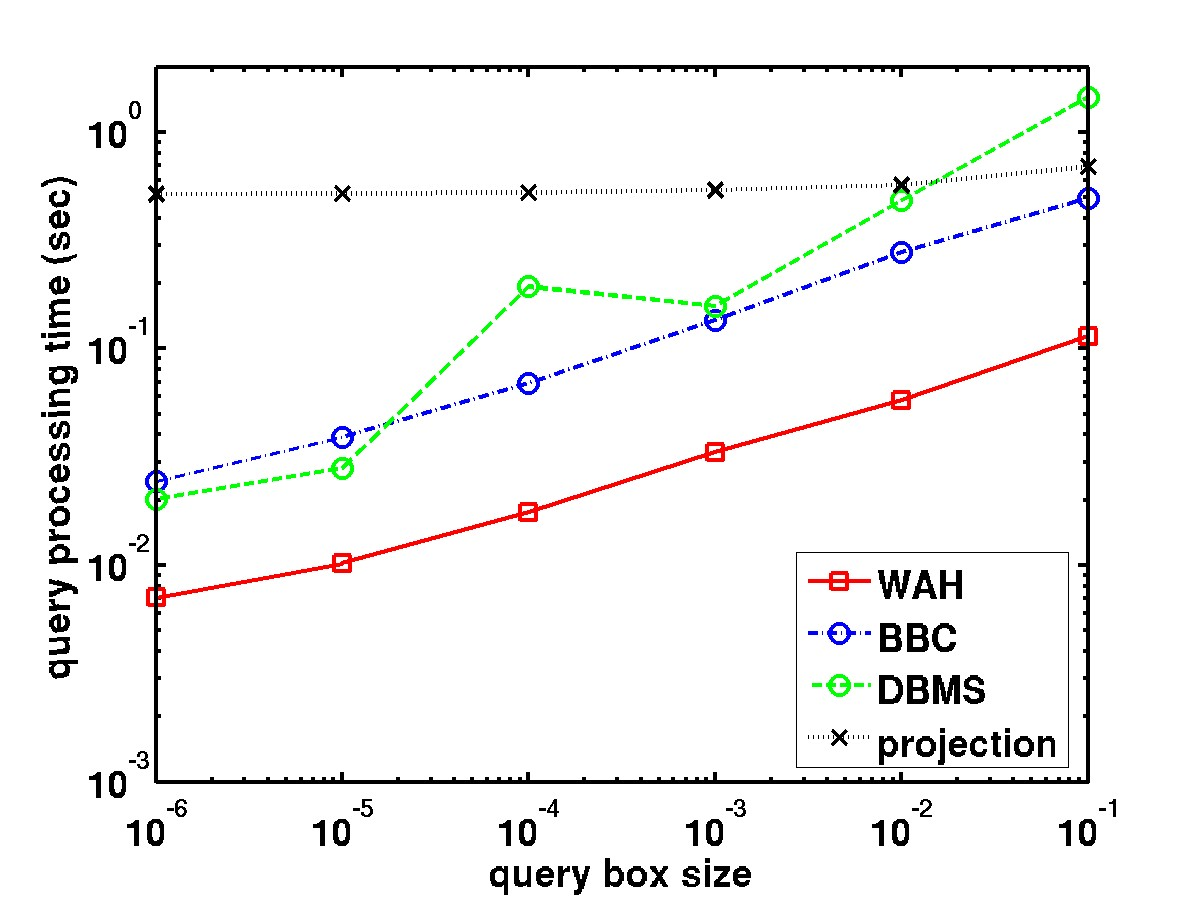 query processing time (sec)
10^0
10^-1
10^-2
10^-3
WAH
BBC
DBMS
projection
10^-6 10^-5 10^-4 10^-3 10^-2 10^-1
query box size